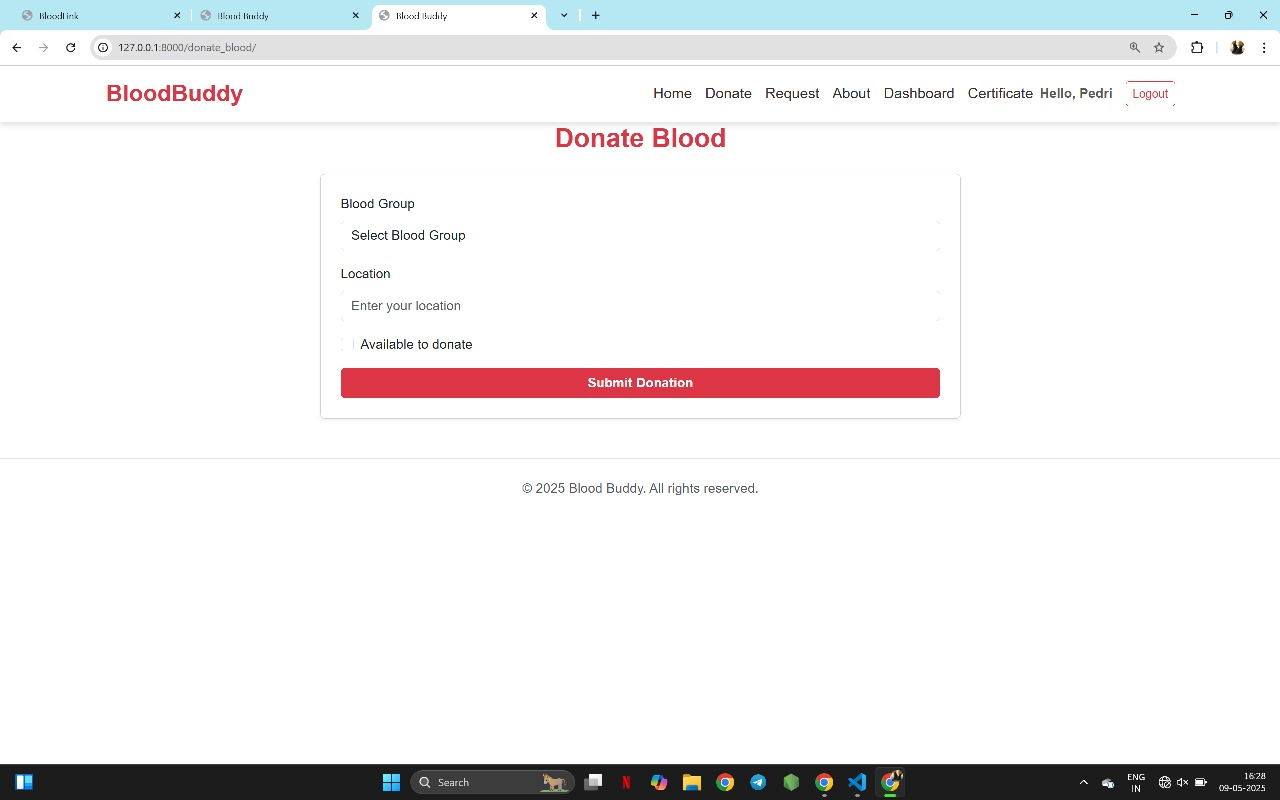 BloodLink
Blood Buddy
Blood Buddy
127.0.0.1:8000/donate_blood/
BloodBuddy
Home Donate Request About Dashboard Certificate Hello, Pedri Logout
Donate Blood
Blood Group
Select Blood Group
Location
Enter your location
Available to donate
Submit Donation
© 2025 Blood Buddy. All rights reserved.
Search
ENG
IN
16:28
09-05-2025